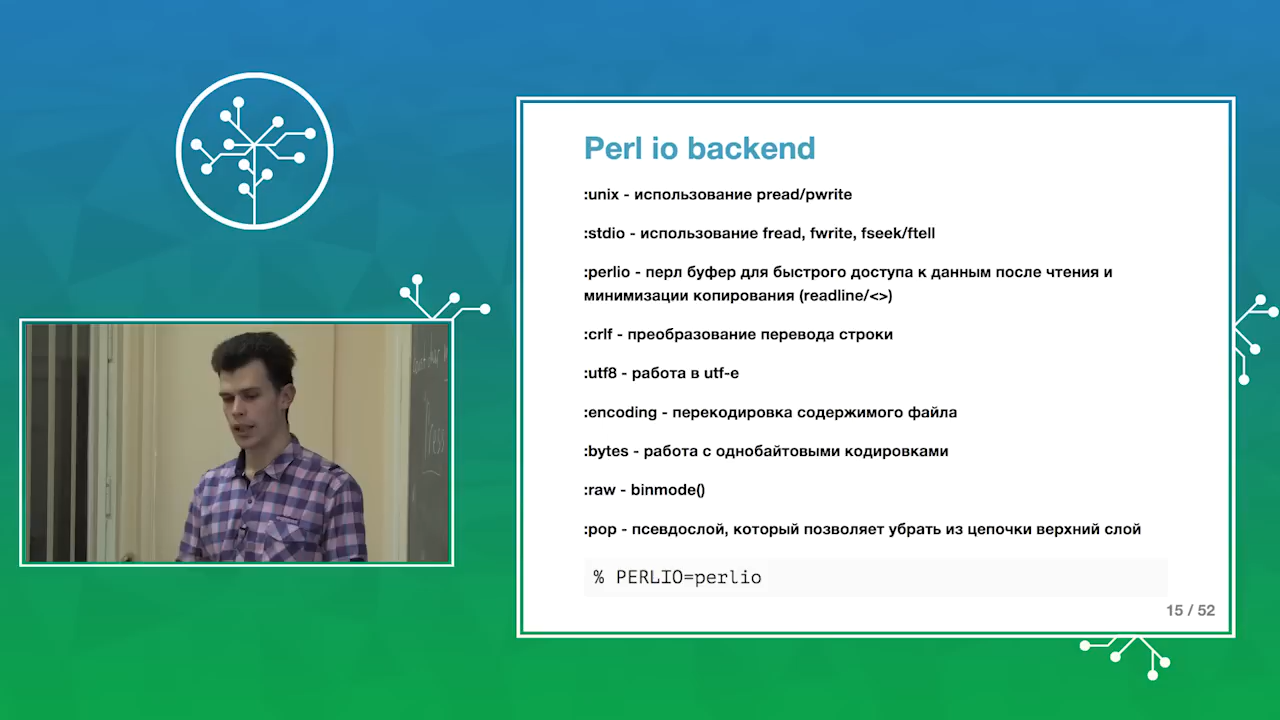 Perl io backend
:unix - использование pread/pwrite
:stdio - использование fread, fwrite, fseek/ftell
:perlio - перл буфер для быстрого доступа к данным после чтения и
минимизации копирования (readline/<>)
:crlf - преобразование перевода строки
:utf8 - работа в utf-e
:encoding - перекодировка содержимого файла
:bytes - работа с однобайтовыми кодировками
:raw - binmode()
:pop - псевдослой, который позволяет убрать из цепочки верхний слой
% PERLIO=perlio
15 / 52